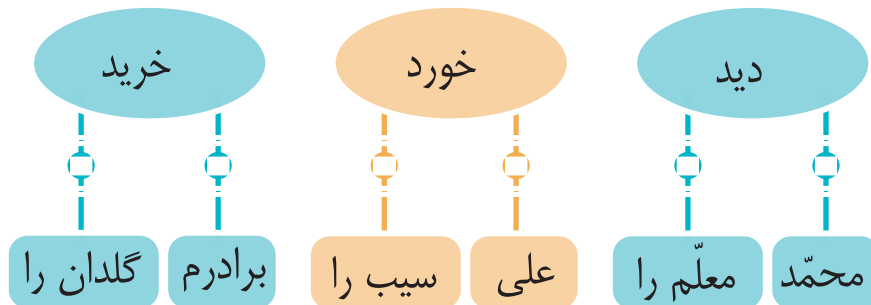 دید
خورد
خرید
محمّد
معلّم را
علی
سیب را
برادرم
گلدان را